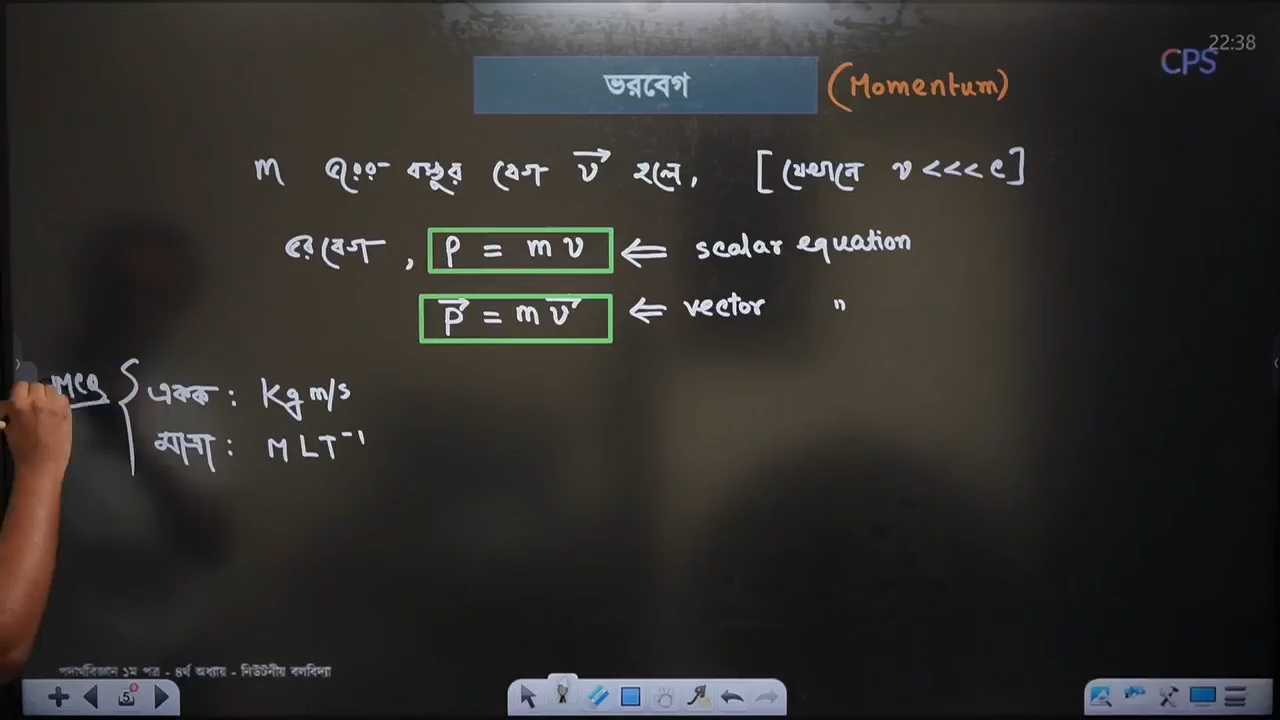 22:38
CPS
ভরবেগ (Momentum)
m ভরের বস্তুর বেগ v⃗ হলে, [যেখানে v <<< c]
ভরবেগ, P = mv ⇐ scalar equation
P⃗ = mv⃗ ⇐ vector "
MCQ { একক : Kg m/s
মাত্রা : MLT⁻¹
পদার্থবিজ্ঞান ১ম পত্র - ৪র্থ অধ্যায় - নিউটনীয় বলবিদ্যা
5